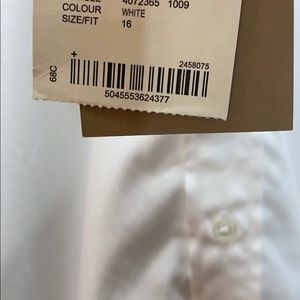 4072365 1009
COLOUR WHITE
SIZE/FIT 16
68C
+
2458075
5045553624377